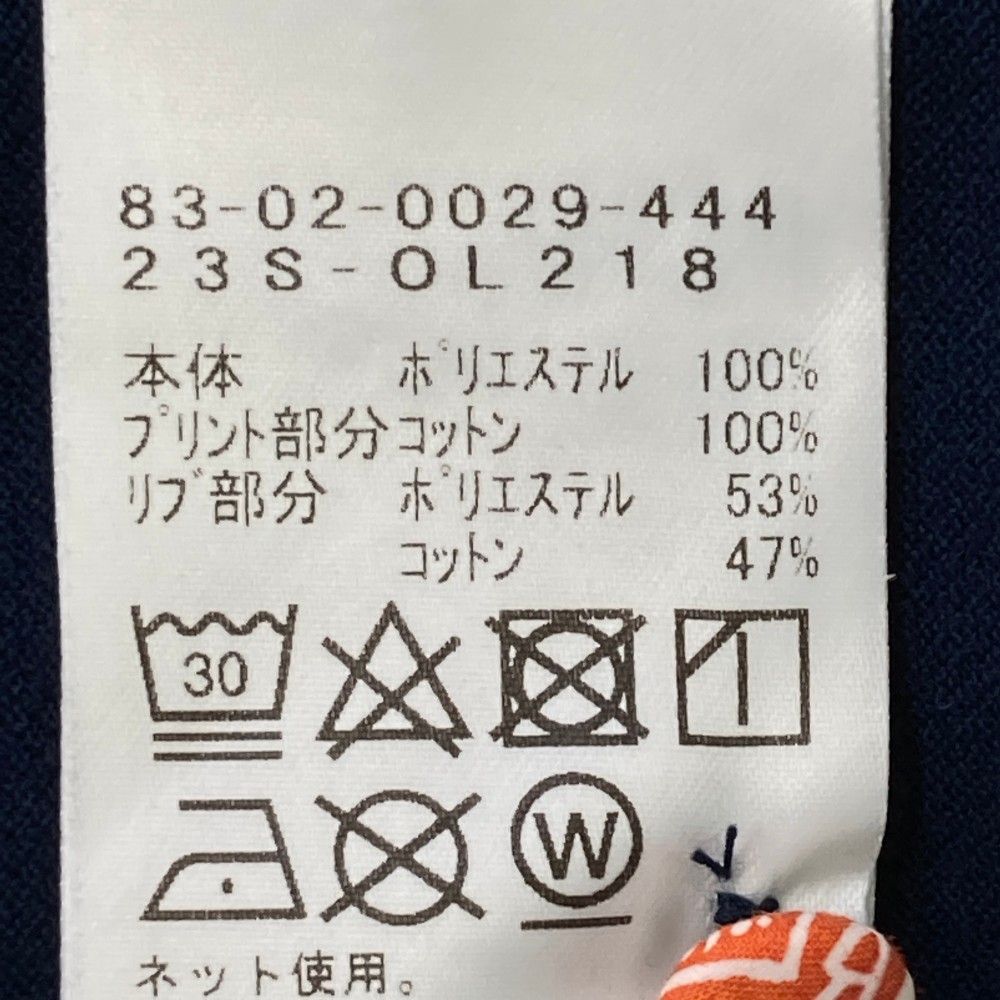 83-02-0029-444
23S-OL218
本体 ポリエステル 100%
プリント部分 コットン 100%
リブ部分 ポリエステル 53%
コットン 47%
30
W
ネット使用。